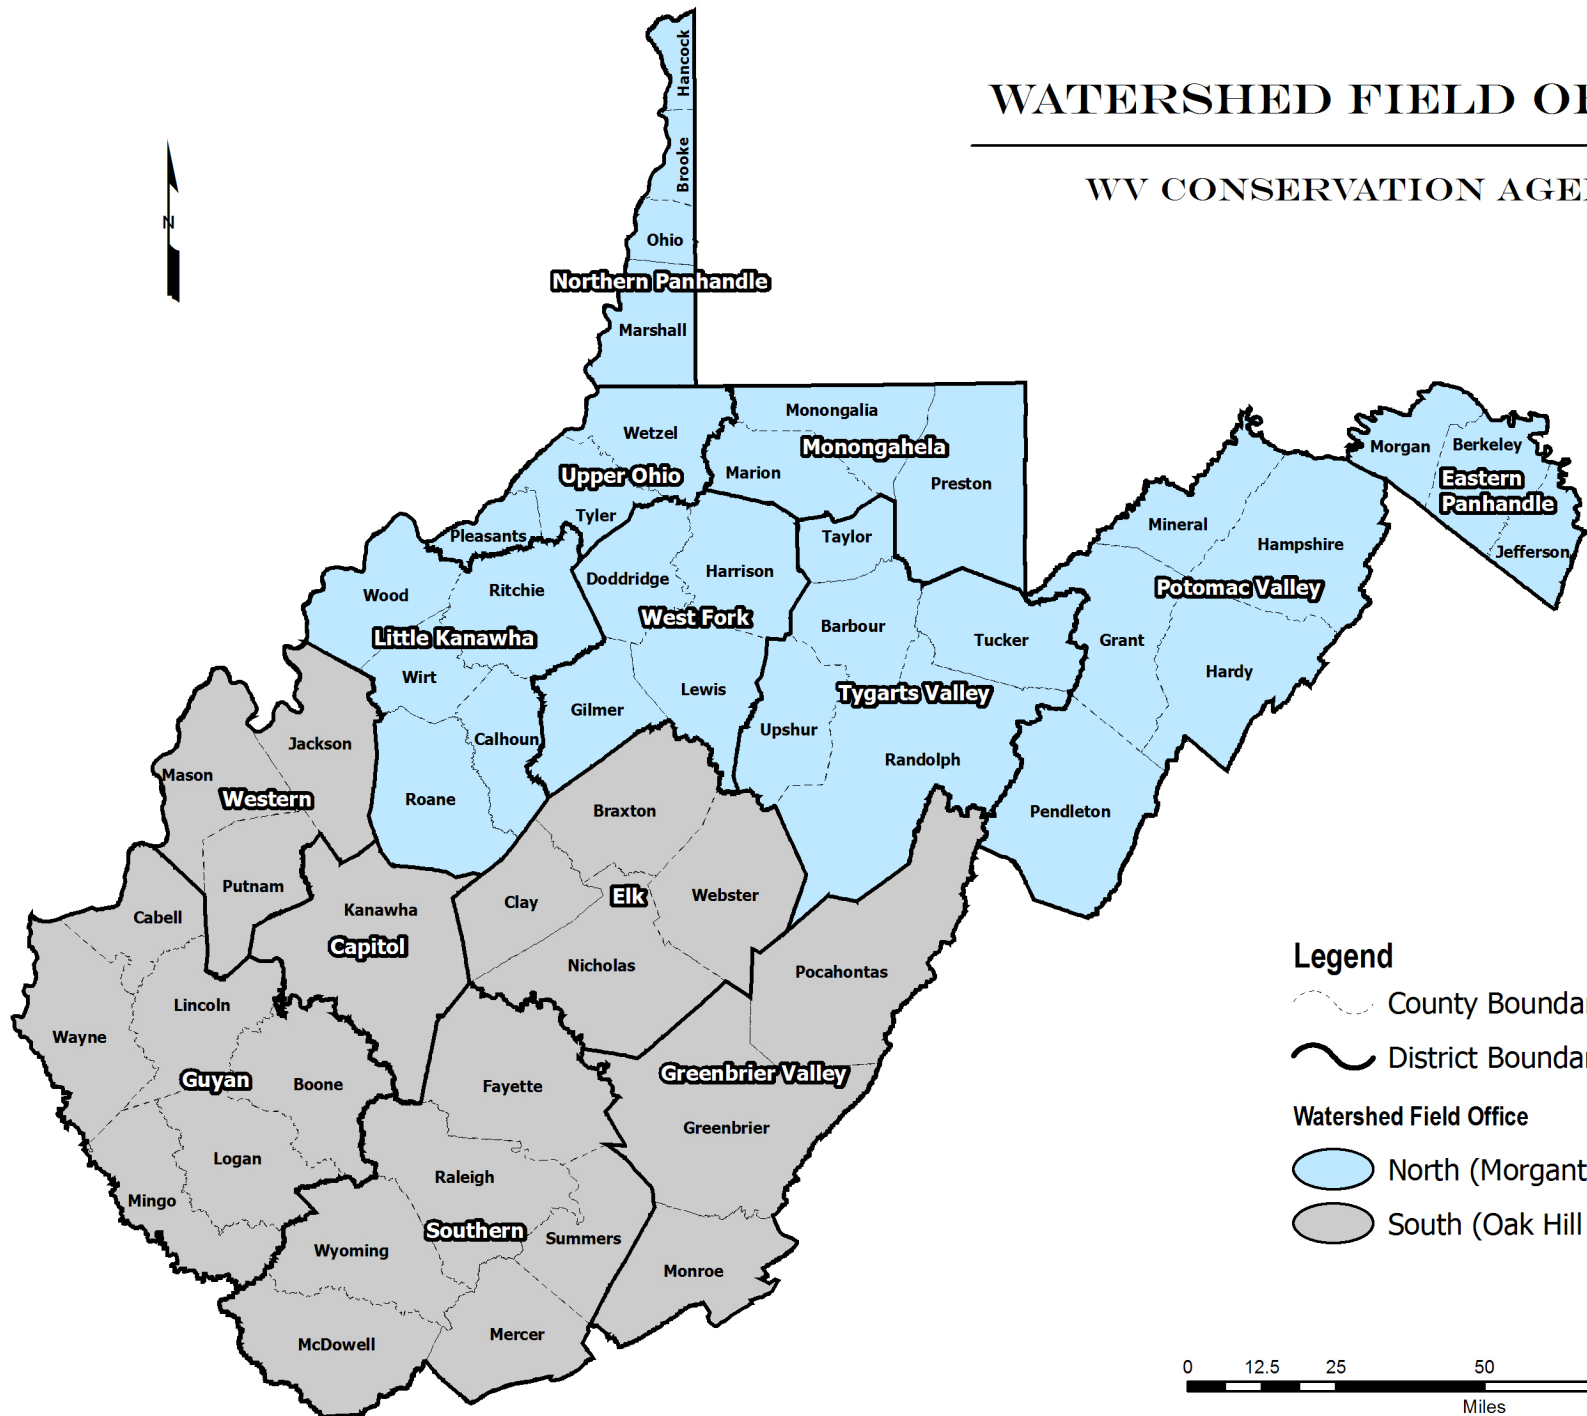 WATERSHED FIELD
WV CONSERVATION
N
Hancock
Brooke
Ohio
Northern Panhandle
Marshall
Wetzel
Upper Ohio
Tyler
Pleasants
Monongalia
Monongahela
Marion
Preston
Taylor
Doddridge
Harrison
West Fork
Gilmer
Lewis
Wood
Ritchie
Little Kanawha
Wirt
Calhoun
Roane
Barbour
Tucker
Tygarts Valley
Upshur
Randolph
Mineral
Hampshire
Potomac Valley
Grant
Hardy
Pendleton
Morgan
Berkeley
Eastern
Panhandle
Jefferson
Jackson
Mason
Western
Putnam
Kanawha
Capitol
Braxton
Clay
Elk
Webster
Nicholas
Pocahontas
Greenbrier Valley
Greenbrier
Monroe
Cabell
Lincoln
Wayne
Guyan
Boone
Logan
Mingo
Fayette
Raleigh
Southern
Summers
Wyoming
McDowell
Mercer
Legend
County
District
Watershed Field Office
North
South (Oak Hill
0 12.5 25 50
Miles